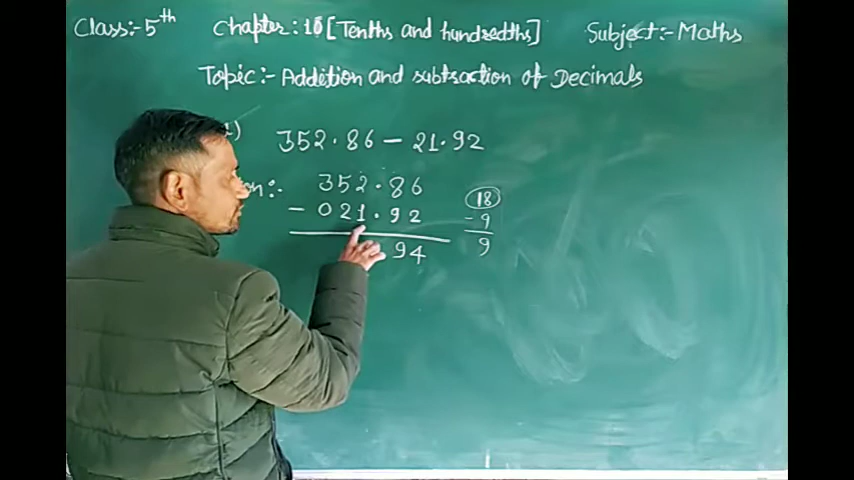 Class:- 5th Chapter: 10 [Tenths and hundredths] Subject:- Maths
Topic:- Addition and subtraction of Decimals
1) 352.86 - 21.92
:- 352.86
- 021.92
94
18
- 9
9